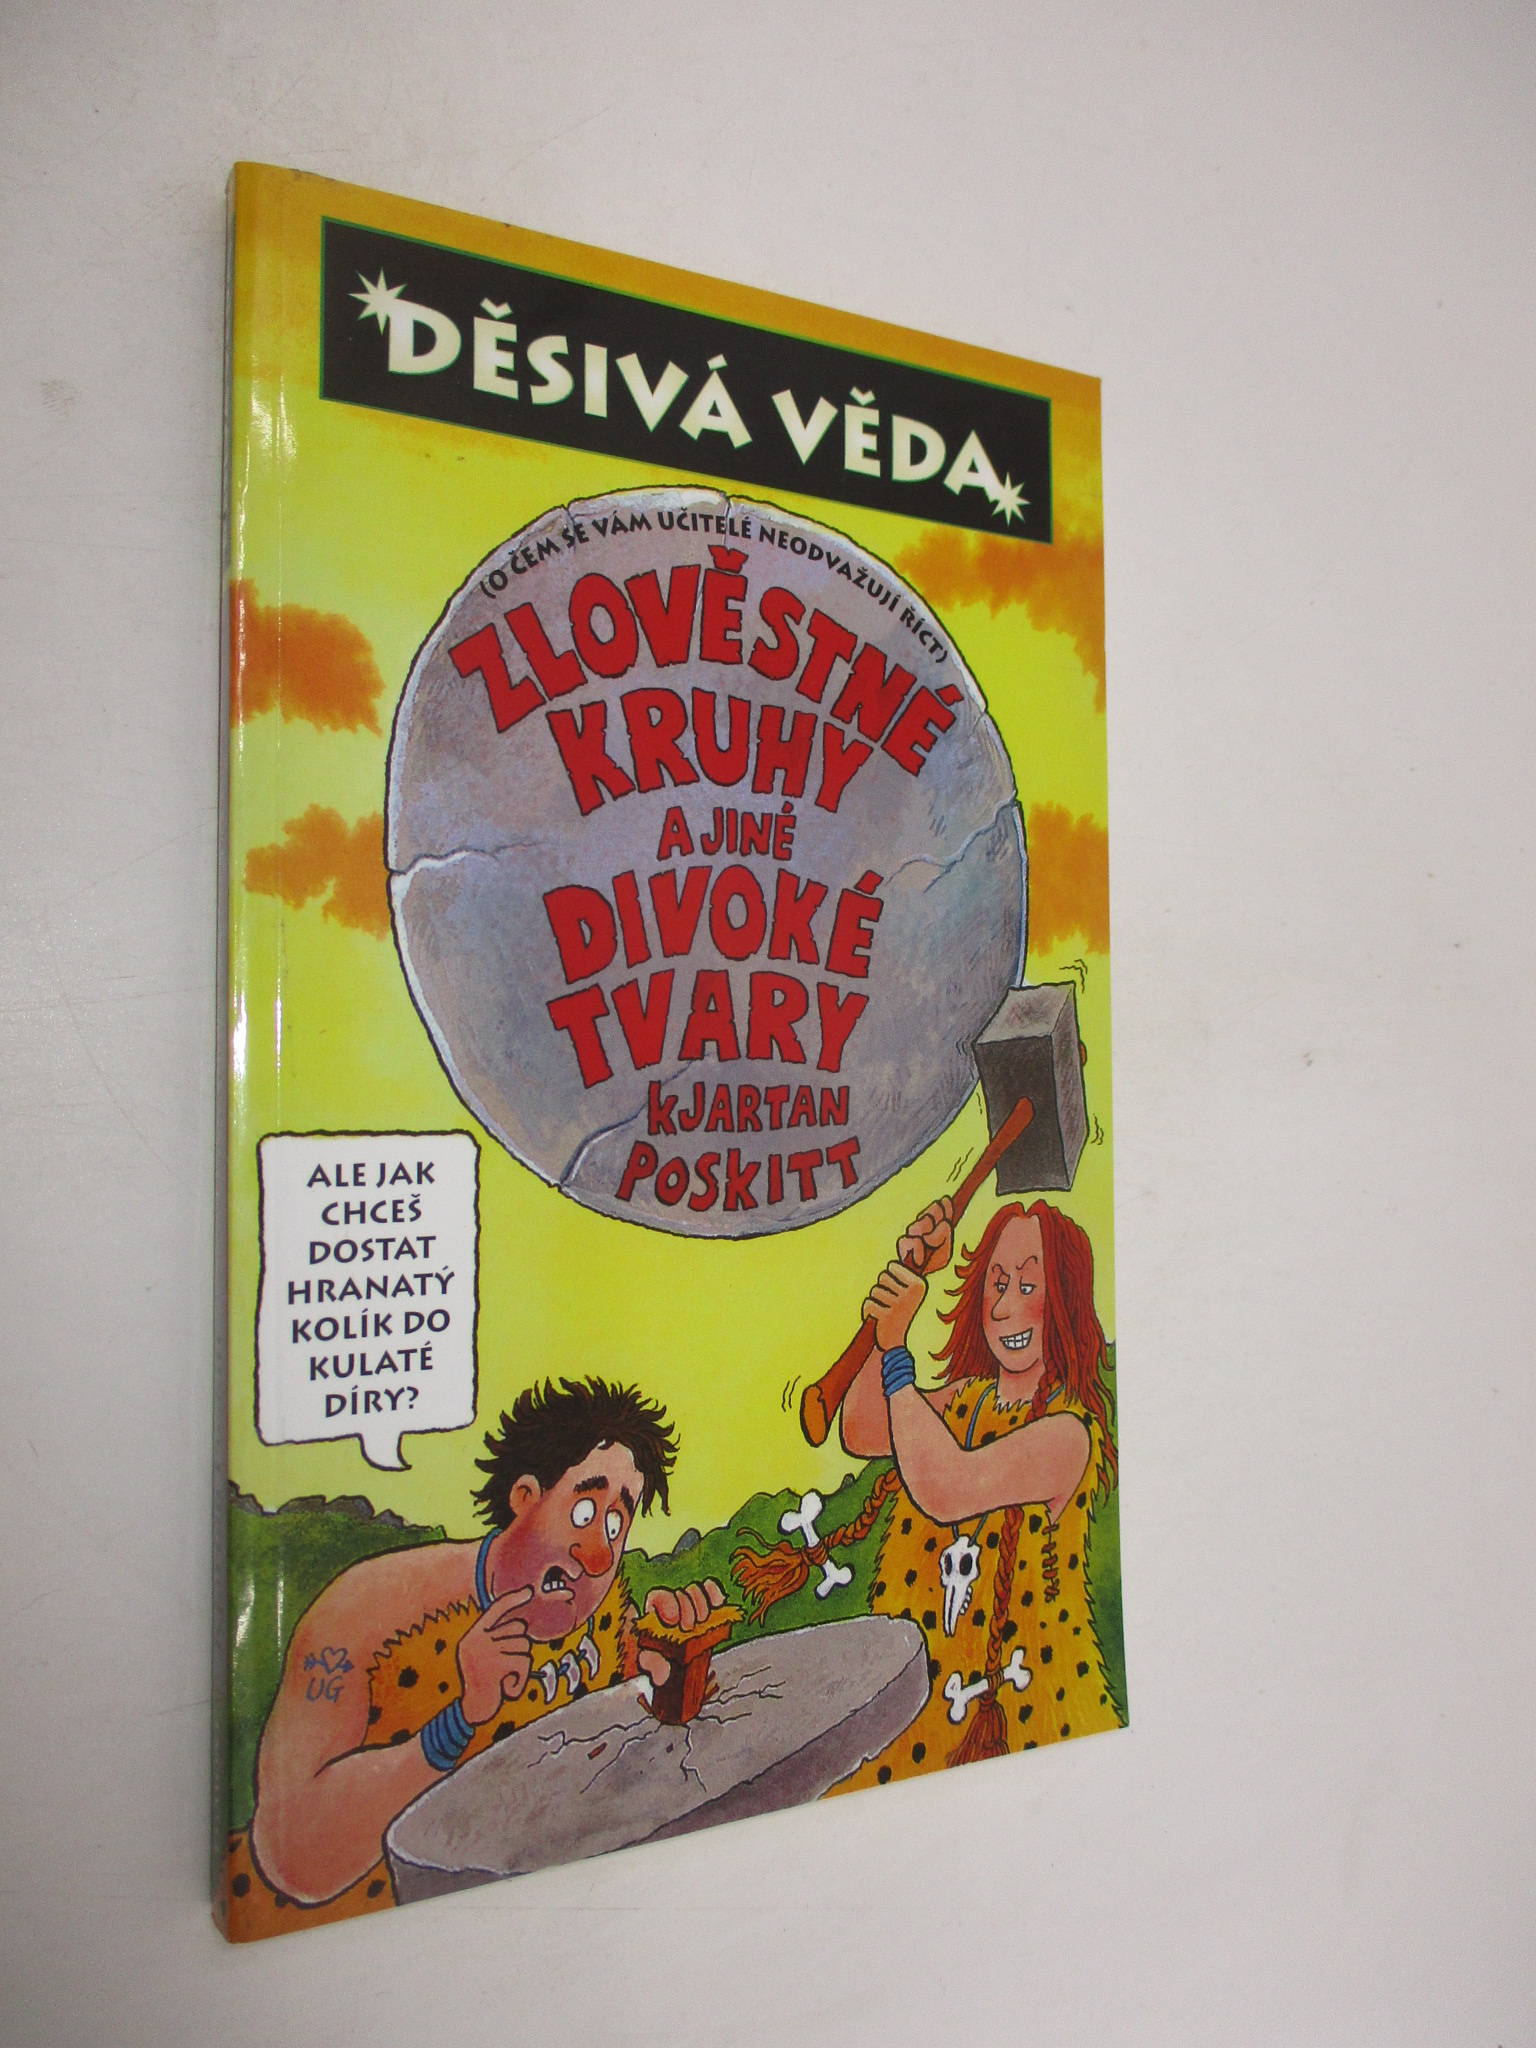 DĚSIVÁ VĚDA
(O ČEM SE VÁM UČITELÉ NEODVAŽUJÍ ŘÍCT)
ZLOVĚSTNÉ
KRUHY
A JINÉ
DIVOKÉ
TVARY
KJARTAN
POSKITT
ALE JAK
CHCEŠ
DOSTAT
HRANATÝ
KOLÍK DO
KULATÉ
DÍRY?
UG